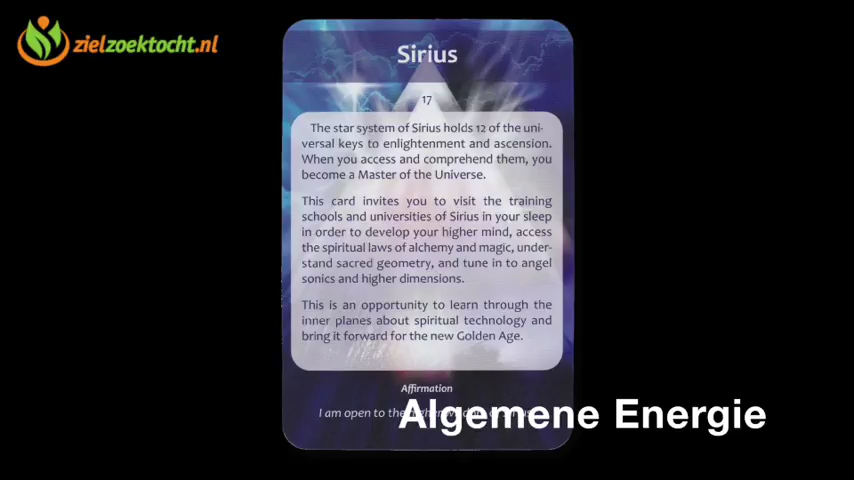 zielzoektocht.nl
Sirius
17
The star system of Sirius holds 12 of the uni-
versal keys to enlightenment and ascension.
When you access and comprehend them, you
become a Master of the Universe.
This card invites you to visit the training
schools and universities of Sirius in your sleep
in order to develop your higher mind, access
the spiritual laws of alchemy and magic, under-
stand sacred geometry, and tune in to angel
sonics and higher dimensions.
This is an opportunity to learn through the
inner planes about spiritual technology and
bring it forward for the new Golden Age.
Affirmation
I am open to the
Algemene Energie